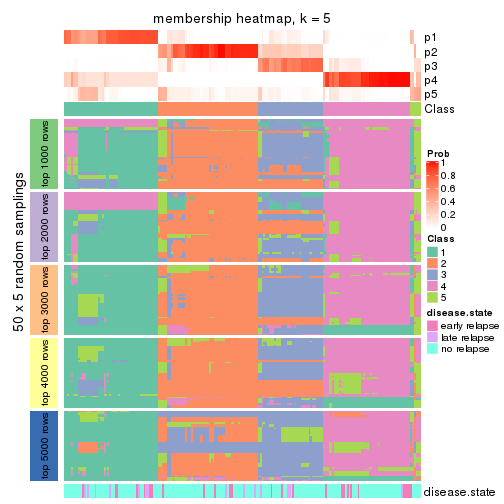 membership heatmap, k = 5
p1
p2
p3
p4
p5
Class
50 x 5 random samplings
top 1000 rows
top 2000 rows
top 3000 rows
top 4000 rows
top 5000 rows
disease.state
Prob
1
0.8
0.6
0.4
0.2
0
Class
1
2
3
4
5
disease.state
early relapse
late relapse
no relapse